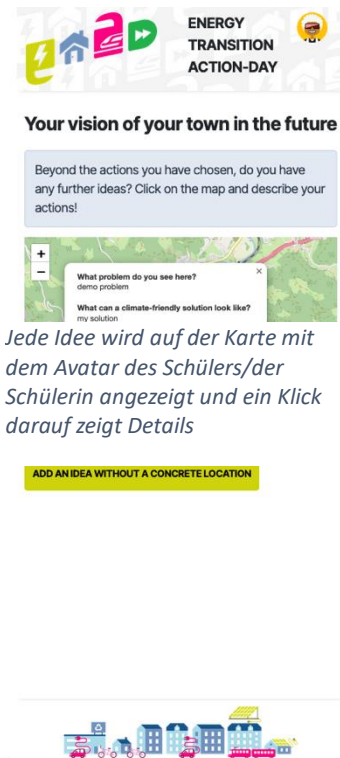 ENERGY
TRANSITION
ACTION-DAY
Your vision of your town in the future
Beyond the actions you have chosen, do you have
any further ideas? Click on the map and describe your
actions!
+
−
×
What problem do you see here?
demo problem
What can a climate-friendly solution look like?
my solution
Jede Idee wird auf der Karte mit
dem Avatar des Schülers/der
Schülerin angezeigt und ein Klick
darauf zeigt Details
ADD AN IDEA WITHOUT A CONCRETE LOCATION